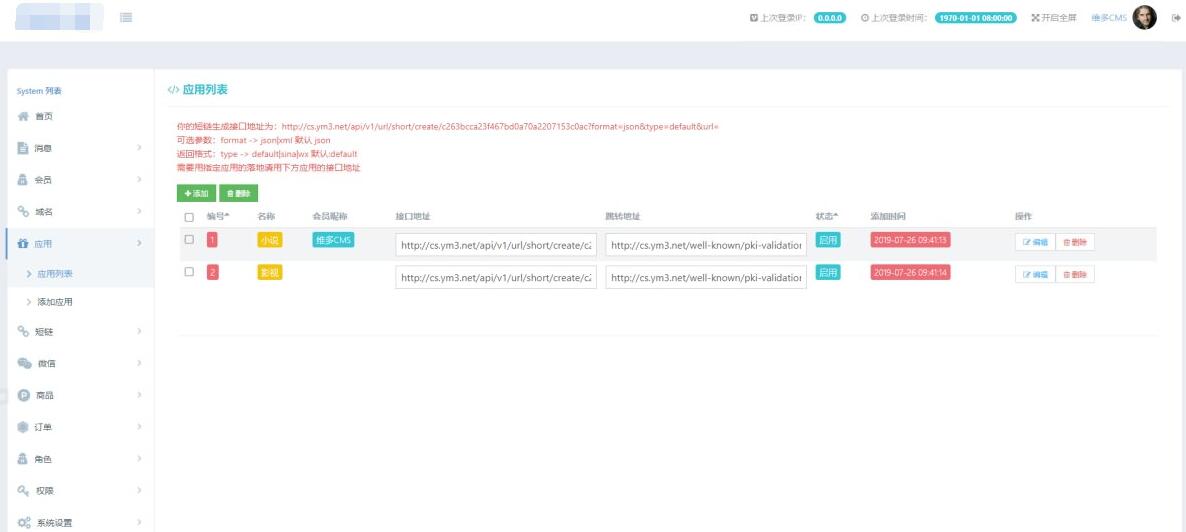 上次登录IP： 0.0.0.0 上次登录时间： 1970-01-01 08:00:00 开启全屏 维多CMS
System 列表
首页
消息
会员
域名
应用
应用列表
添加应用
短链
微信
商品
订单
角色
权限
系统设置
</> 应用列表
你的短链生成接口地址为：http://cs.ym3.net/api/v1/url/short/create/c263bcca23f467bd0a70a2207153c0ac?format=json&type=default&url=
可选参数：format -> json|xml 默认 json
返回格式：type -> default|sina|wx 默认:default
需要用指定应用的落地请用下方应用的接口地址
添加 删除
编号 名称 会员昵称 接口地址 跳转地址 状态 添加时间 操作
1 小说 维多CMS http://cs.ym3.net/api/v1/url/short/create/c2 http://cs.ym3.net/well-known/pki-validation 启用 2019-07-26 09:41:13 编辑 删除
2 影视 http://cs.ym3.net/api/v1/url/short/create/c2 http://cs.ym3.net/well-known/pki-validation 启用 2019-07-26 09:41:14 编辑 删除